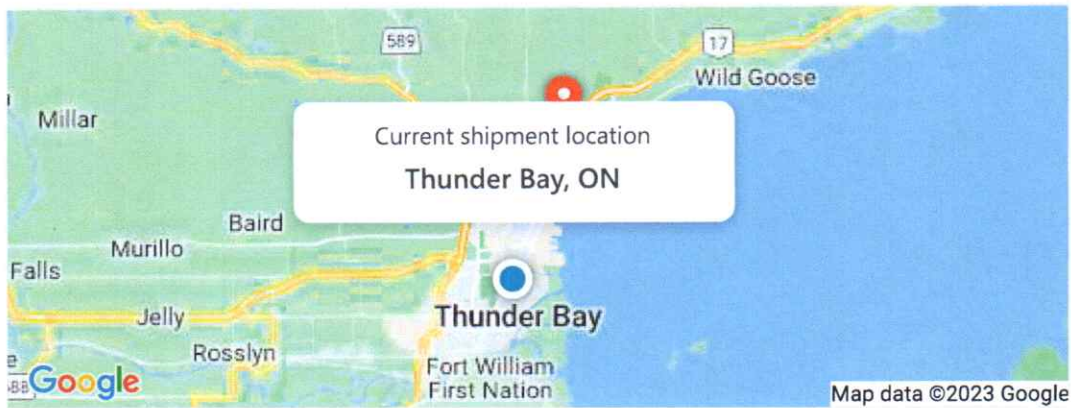 589
17
Wild Goose
Millar
Current shipment location
Thunder Bay, ON
Baird
Murillo
Falls
Thunder Bay
Jelly
Rosslyn
Fort William
First Nation
Google
Map data ©2023 Google